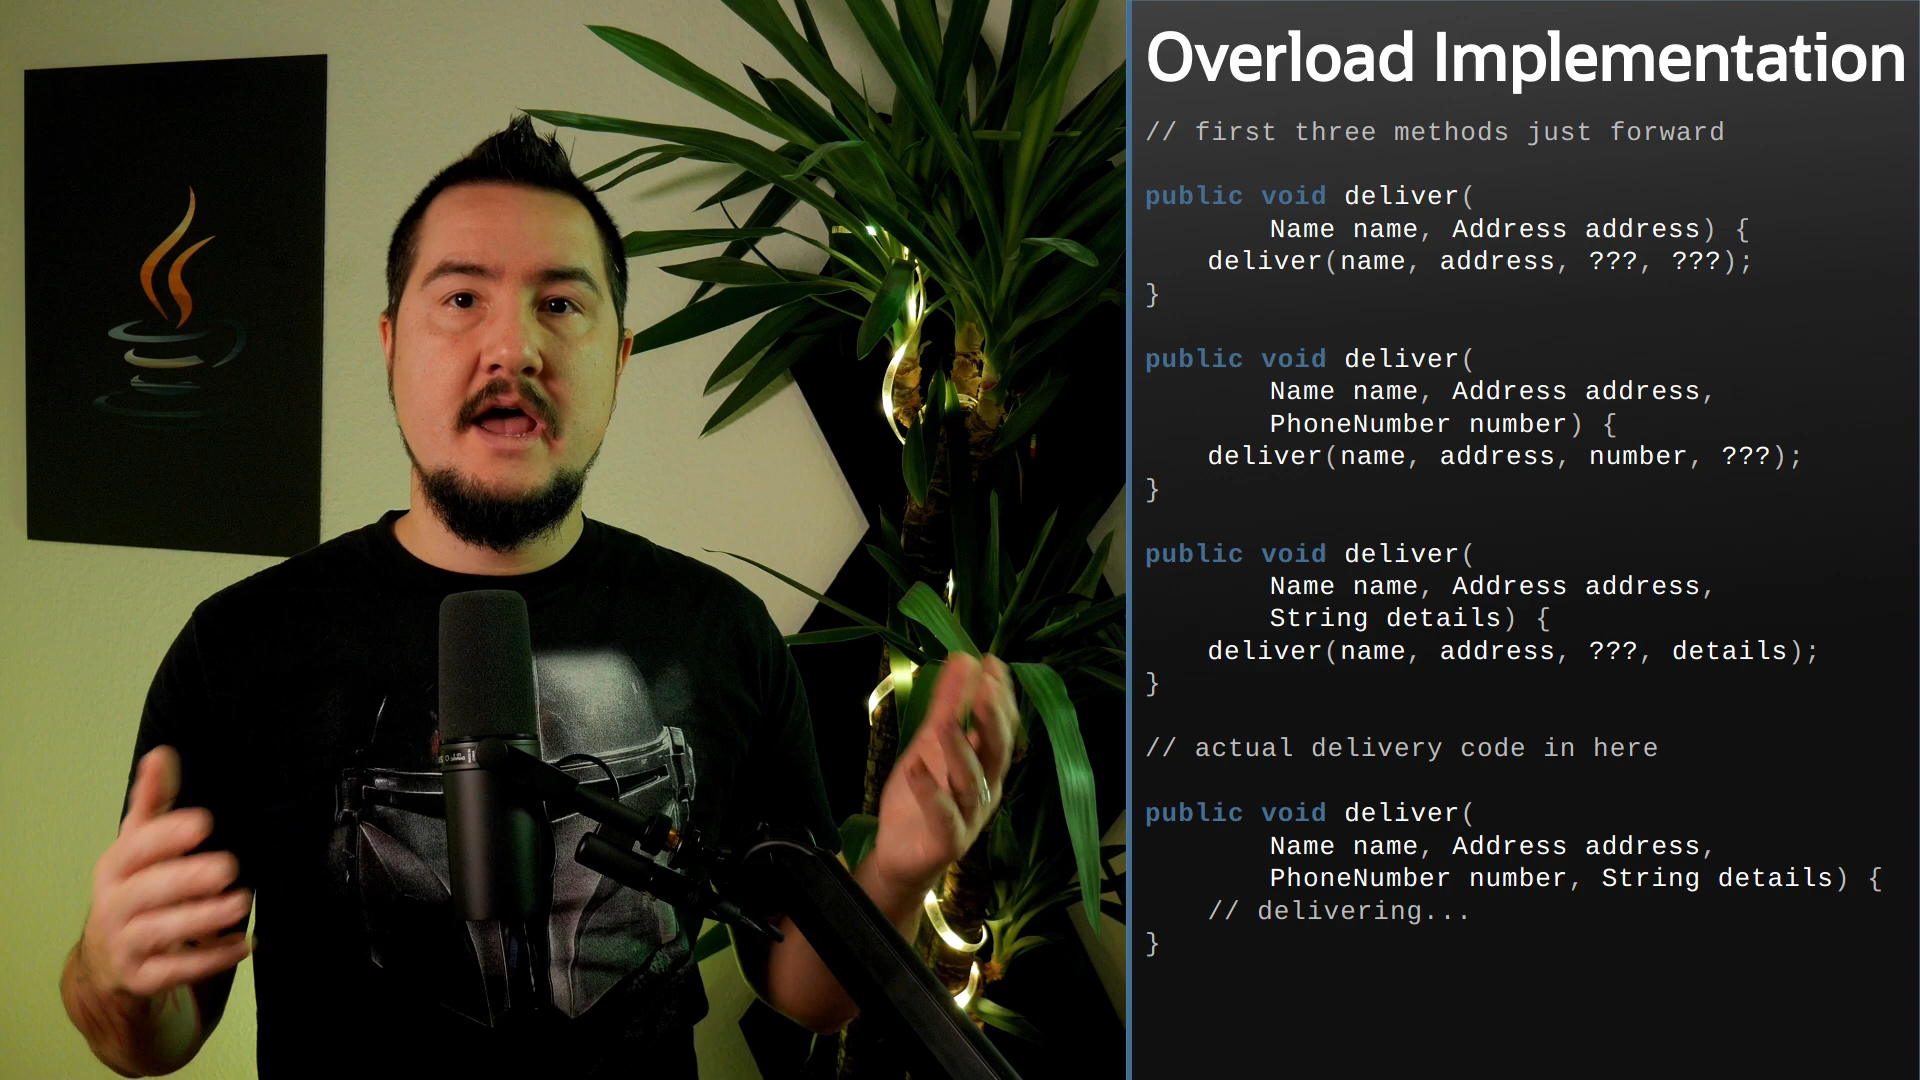 Overload Implementation
// first three methods just forward
public void deliver(
Name name, Address address) {
deliver(name, address, ???, ???);
}
public void deliver(
Name name, Address address,
PhoneNumber number) {
deliver(name, address, number, ???);
}
public void deliver(
Name name, Address address,
String details) {
deliver(name, address, ???, details);
}
// actual delivery code in here
public void deliver(
Name name, Address address,
PhoneNumber number, String details) {
// delivering...
}